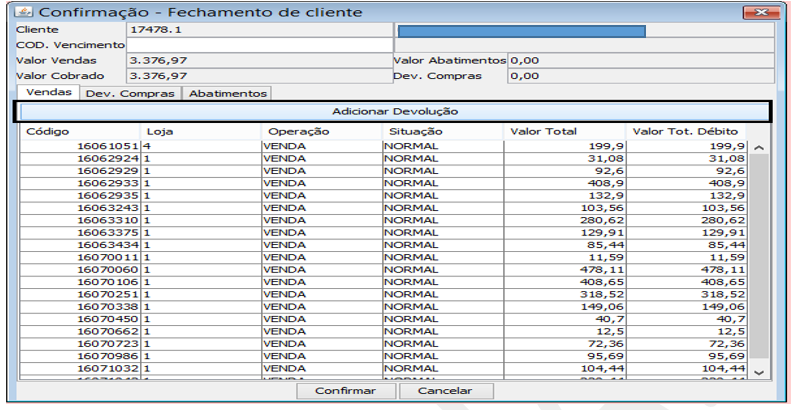 Confirmação - Fechamento de cliente
Cliente 17478.1
COD. Vencimento
Valor Vendas 3.376,97 Valor Abatimentos 0,00
Valor Cobrado 3.376,97 Dev. Compras 0,00
Vendas Dev. Compras Abatimentos
Adicionar Devolução
Código Loja Operação Situação Valor Total Valor Tot. Débito
16061051 4 VENDA NORMAL 199,9 199,9
16062924 1 VENDA NORMAL 31,08 31,08
16062929 1 VENDA NORMAL 92,6 92,6
16062933 1 VENDA NORMAL 408,9 408,9
16062935 1 VENDA NORMAL 132,9 132,9
16063243 1 VENDA NORMAL 103,56 103,56
16063310 1 VENDA NORMAL 280,62 280,62
16063375 1 VENDA NORMAL 129,91 129,91
16063434 1 VENDA NORMAL 85,44 85,44
16070011 1 VENDA NORMAL 11,59 11,59
16070060 1 VENDA NORMAL 478,11 478,11
16070106 1 VENDA NORMAL 408,65 408,65
16070251 1 VENDA NORMAL 318,52 318,52
16070338 1 VENDA NORMAL 149,06 149,06
16070450 1 VENDA NORMAL 40,7 40,7
16070662 1 VENDA NORMAL 12,5 12,5
16070723 1 VENDA NORMAL 72,36 72,36
16070986 1 VENDA NORMAL 95,69 95,69
16071032 1 VENDA NORMAL 104,44 104,44
Confirmar Cancelar